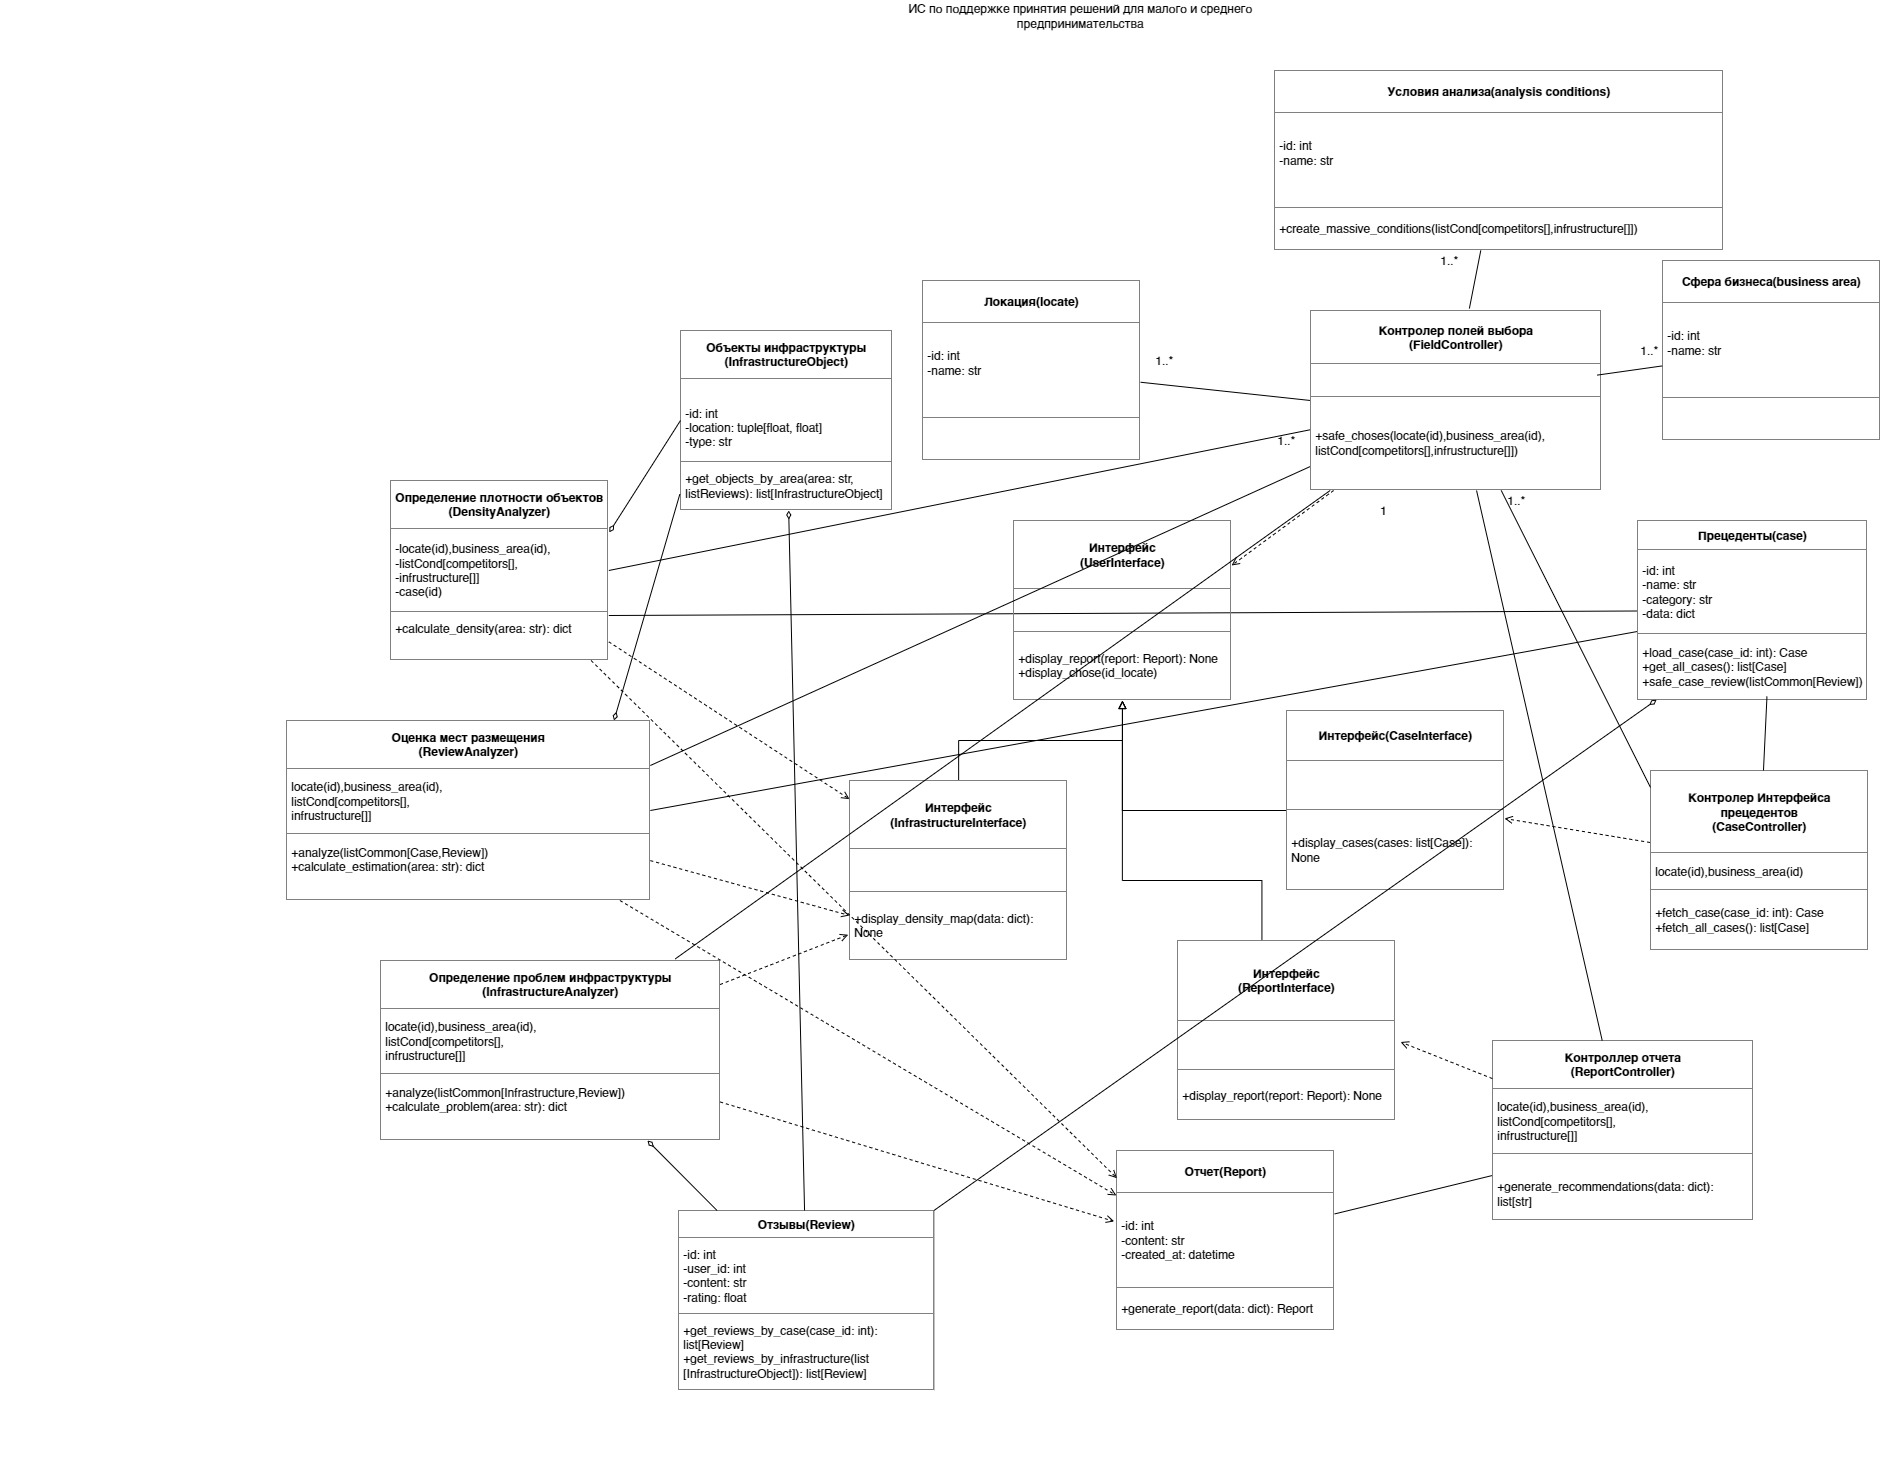 ИС по поддержке принятия решений для малого и среднего
предпринимательства
Условия анализа(analysis conditions)
-id: int
-name: str
+create_massive_conditions(listCond[competitors[],infrustructure[]])
1..*
Сфера бизнеса(business area)
-id: int
-name: str
1..*
Локация(locate)
-id: int
-name: str
1..*
Контролер полей выбора
(FieldController)
+safe_choses(locate(id),business_area(id),
listCond[competitors[],infrustructure[]])
1..*
1..*
1
Объекты инфраструктуры
(InfrastructureObject)
-id: int
-location: tuple[float, float]
-type: str
+get_objects_by_area(area: str,
listReviews): list[InfrastructureObject]
Определение плотности объектов
(DensityAnalyzer)
-locate(id),business_area(id),
-listCond[competitors[],
-infrustructure[]]
-case(id)
+calculate_density(area: str): dict
Интерфейс
(UserInterface)
+display_report(report: Report): None
+display_chose(id_locate)
Прецеденты(case)
-id: int
-name: str
-category: str
-data: dict
+load_case(case_id: int): Case
+get_all_cases(): list[Case]
+safe_case_review(listCommon[Review])
Оценка мест размещения
(ReviewAnalyzer)
locate(id),business_area(id),
listCond[competitors[],
infrustructure[]]
+analyze(listCommon[Case,Review])
+calculate_estimation(area: str): dict
Интерфейс
(InfrastructureInterface)
+display_density_map(data: dict):
None
Интерфейс(CaseInterface)
+display_cases(cases: list[Case]):
None
Контролер Интерфейса
прецедентов
(CaseController)
locate(id),business_area(id)
+fetch_case(case_id: int): Case
+fetch_all_cases(): list[Case]
Определение проблем инфраструктуры
(InfrastructureAnalyzer)
locate(id),business_area(id),
listCond[competitors[],
infrustructure[]]
+analyze(listCommon[Infrastructure,Review])
+calculate_problem(area: str): dict
Интерфейс
(ReportInterface)
+display_report(report: Report): None
Контроллер отчета
(ReportController)
locate(id),business_area(id),
listCond[competitors[],
infrustructure[]]
+generate_recommendations(data: dict):
list[str]
Отчет(Report)
-id: int
-content: str
-created_at: datetime
+generate_report(data: dict): Report
Отзывы(Review)
-id: int
-user_id: int
-content: str
-rating: float
+get_reviews_by_case(case_id: int):
list[Review]
+get_reviews_by_infrastructure(list
[InfrastructureObject]): list[Review]